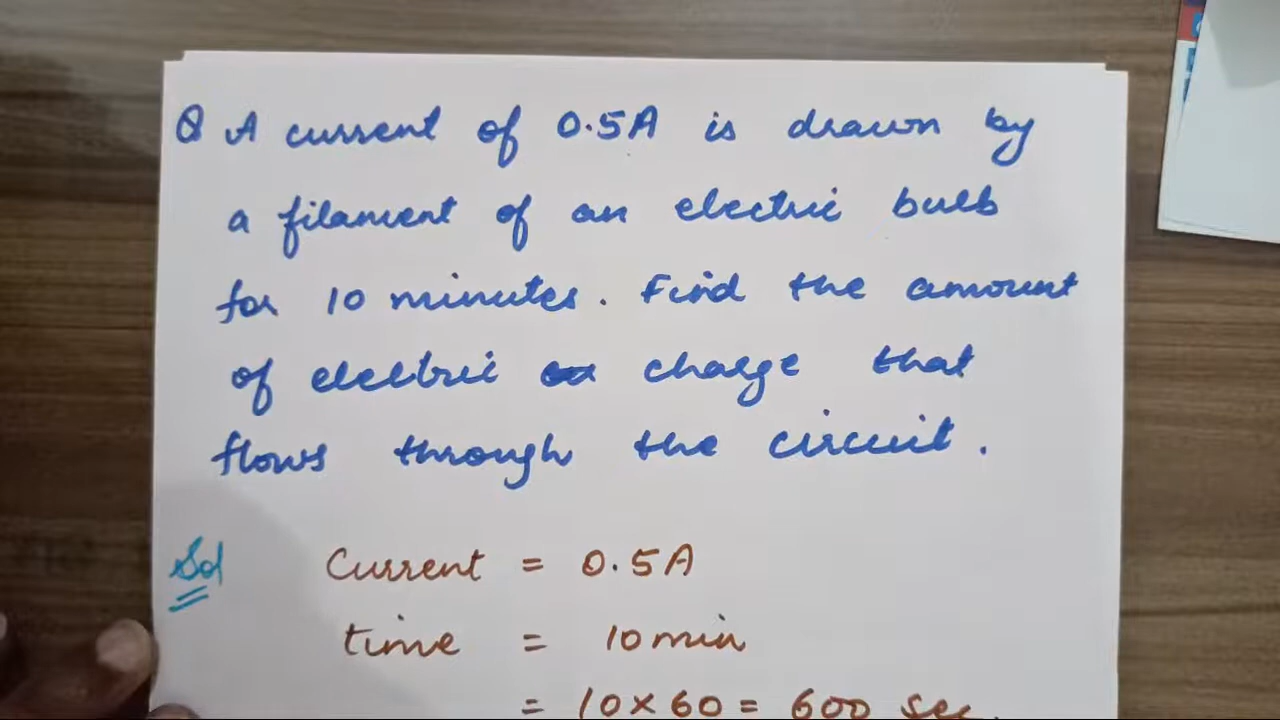 Q A current of 0.5A is drawn by
a filament of an electric bulb
for 10 minutes. Find the amount
of electric charge that
flows through the circuit.
Sol Current = 0.5A
time = 10 min
= 10 × 60 = 600 sec.